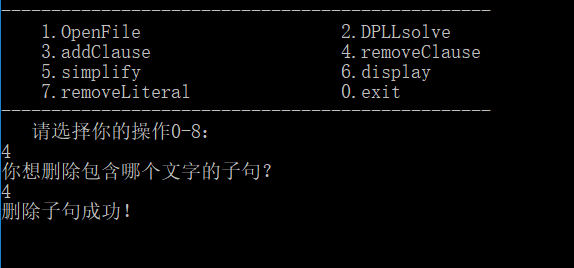 -------------------------------------------------
1.OpenFile 2.DPLLsolve
3.addClause 4.removeClause
5.simplify 6.display
7.removeLiteral 0.exit
-------------------------------------------------
请选择你的操作0-8:
4
你想删除包含哪个文字的子句？
4
删除子句成功！